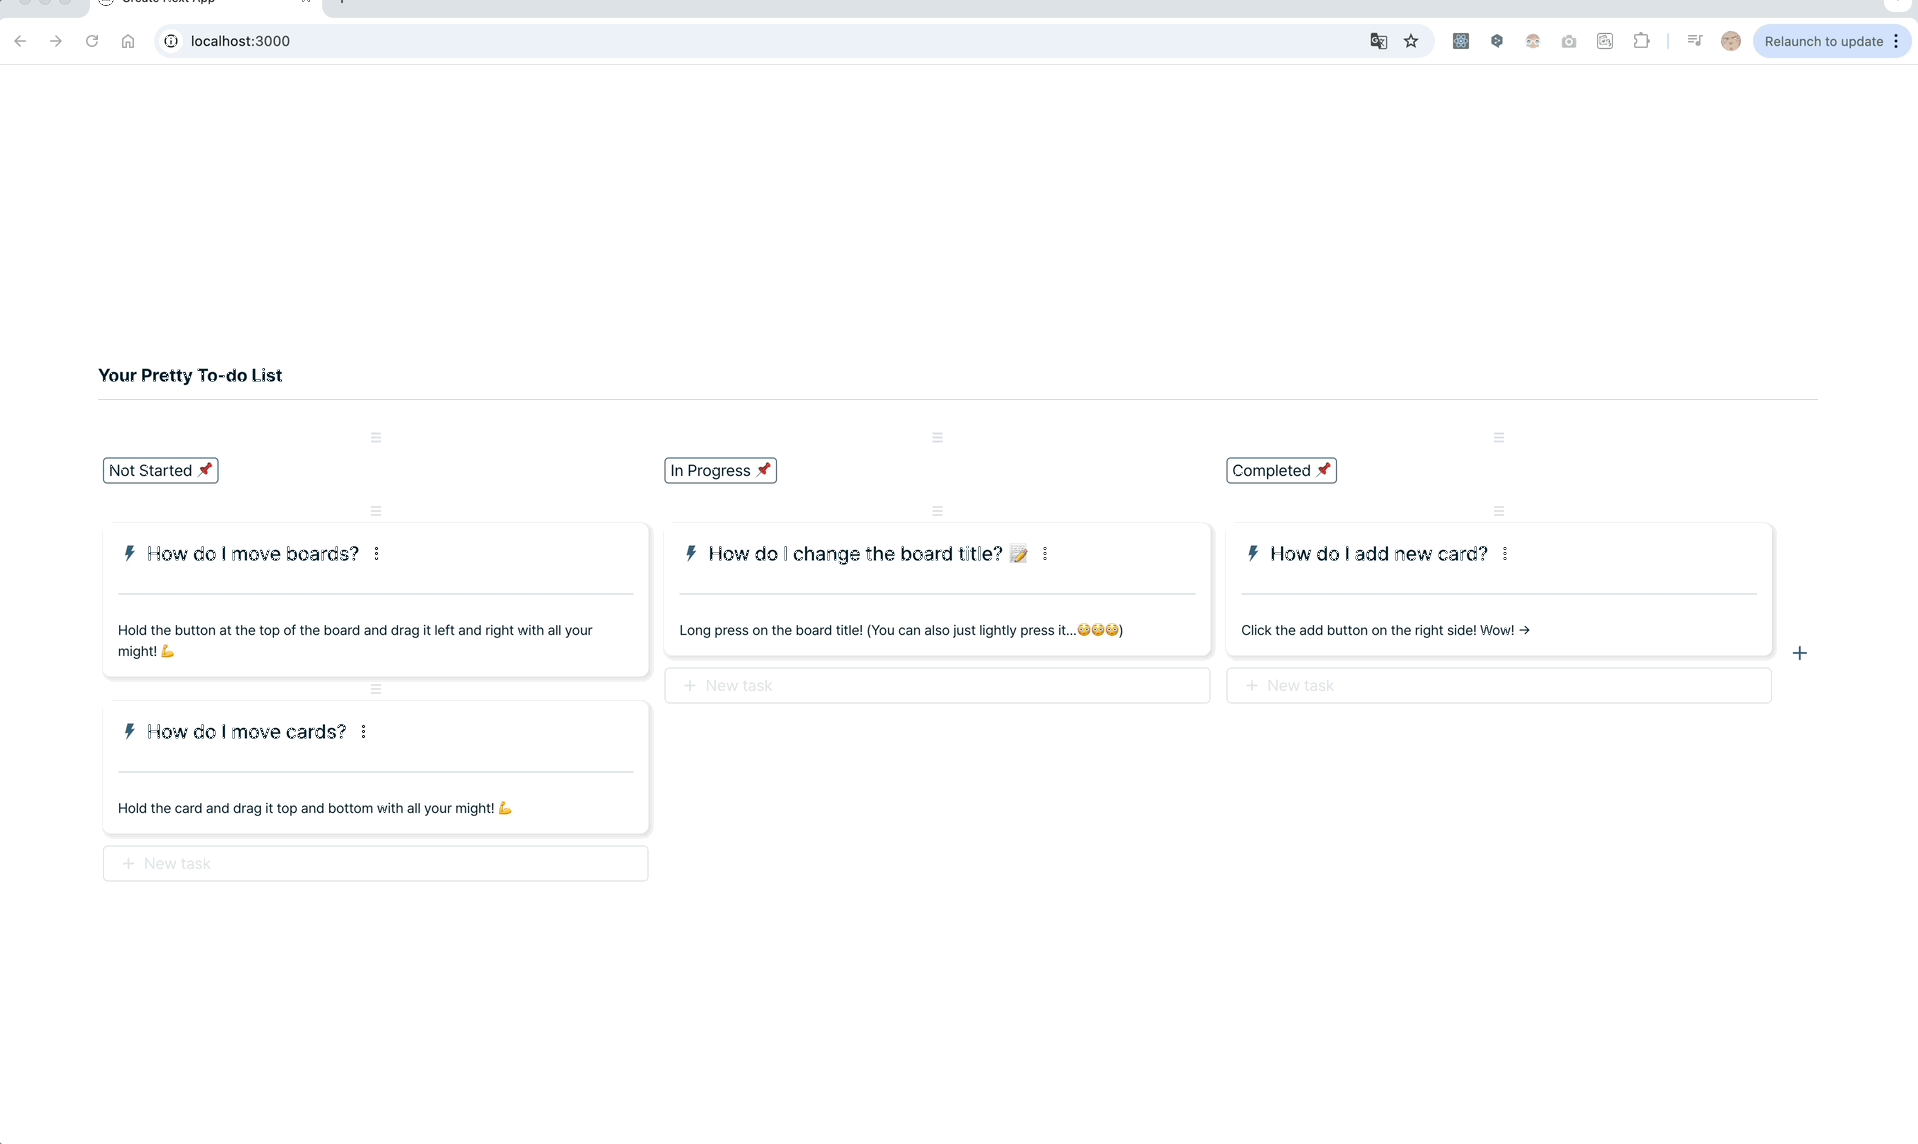 Create Next App
localhost:3000
Relaunch to update
Your Pretty To-do List
Not Started 📌
In Progress 📌
Completed 📌
How do I move boards?
Hold the button at the top of the board and drag it left and right with all your
might! 💪
How do I move cards?
Hold the card and drag it top and bottom with all your might! 💪
+ New task
How do I change the board title? 📝
Long press on the board title! (You can also just lightly press it...😳😳😳)
+ New task
How do I add new card?
Click the add button on the right side! Wow! →
+ New task
+